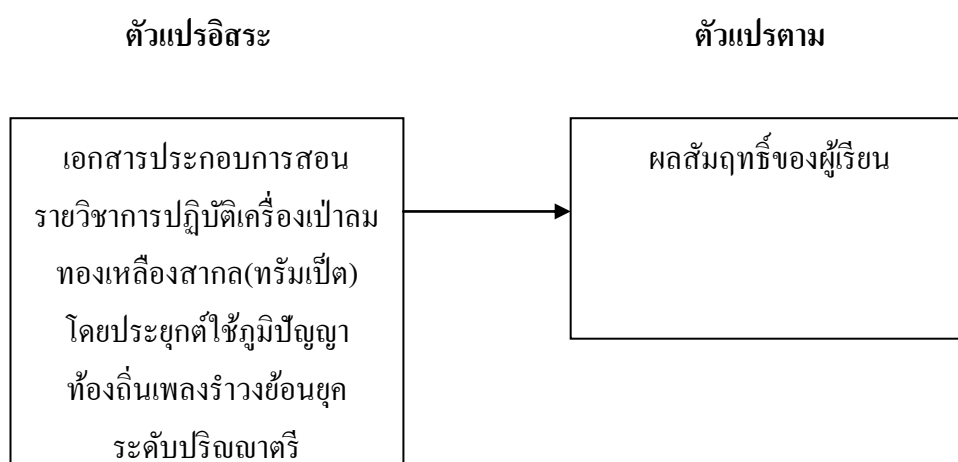 ตัวแปรอิสระ
ตัวแปรตาม
เอกสารประกอบการสอน
รายวิชาการปฏิบัติเครื่องเป่าลม
ทองเหลืองสากล(ทรัมเป็ต)
โดยประยุกต์ใช้ภูมิปัญญา
ท้องถิ่นเพลงรำวงย้อนยุค
ระดับปริญญาตรี
ผลสัมฤทธิ์ของผู้เรียน